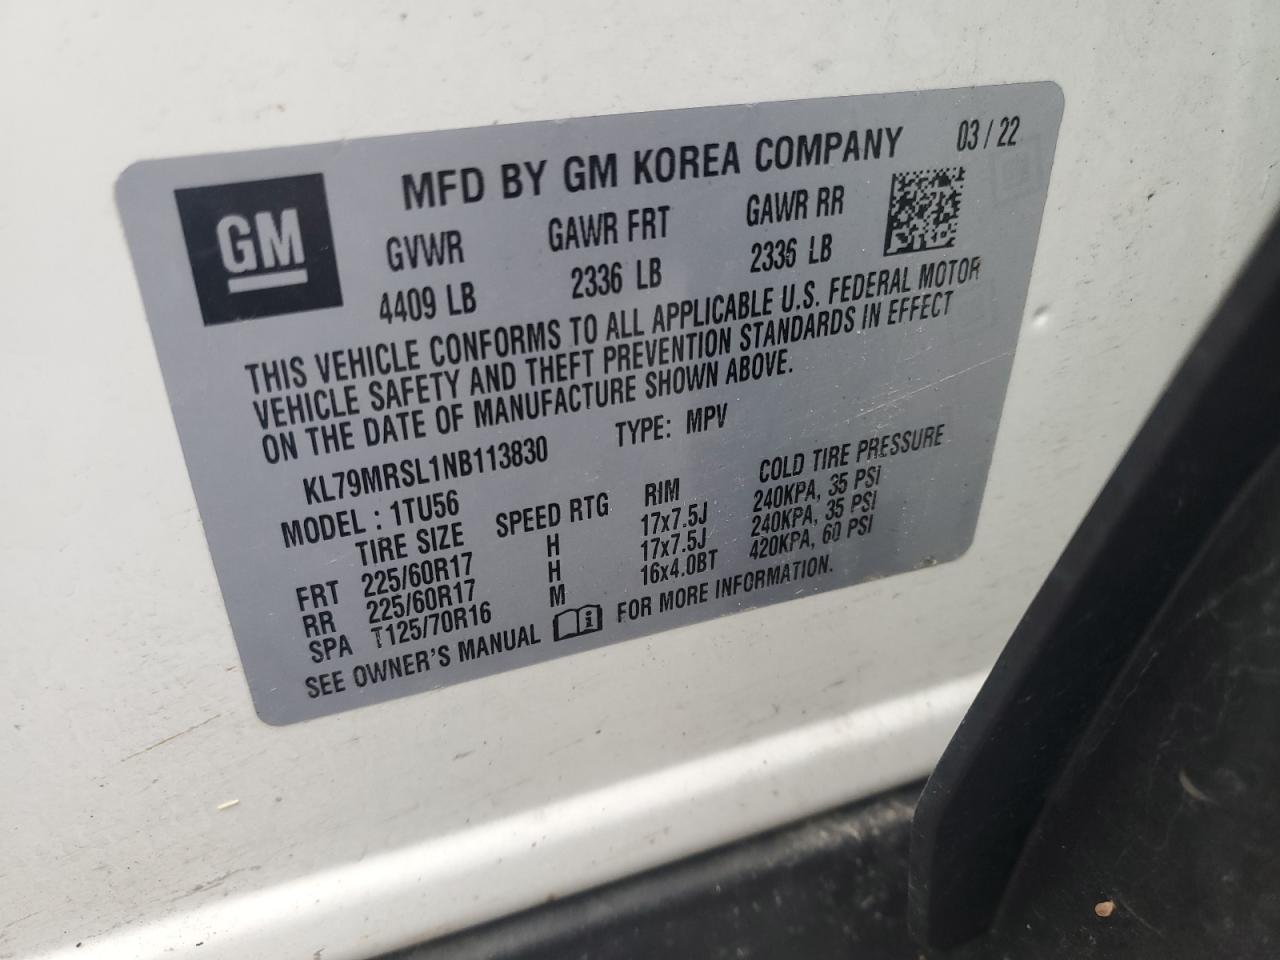 GM
MFD BY GM KOREA COMPANY 03 / 22
GVWR GAWR FRT GAWR RR
4409 LB 2336 LB 2336 LB
THIS VEHICLE CONFORMS TO ALL APPLICABLE U.S. FEDERAL MOTOR
VEHICLE SAFETY AND THEFT PREVENTION STANDARDS IN EFFECT
ON THE DATE OF MANUFACTURE SHOWN ABOVE.
KL79MRSL1NB113830 TYPE: MPV
MODEL : 1TU56
TIRE SIZE SPEED RTG RIM COLD TIRE PRESSURE
FRT 225/60R17 H 17x7.5J 240KPA, 35 PSI
RR 225/60R17 H 17x7.5J 240KPA, 35 PSI
SPA T125/70R16 M 16x4.0BT 420KPA, 60 PSI
SEE OWNER'S MANUAL i FOR MORE INFORMATION.